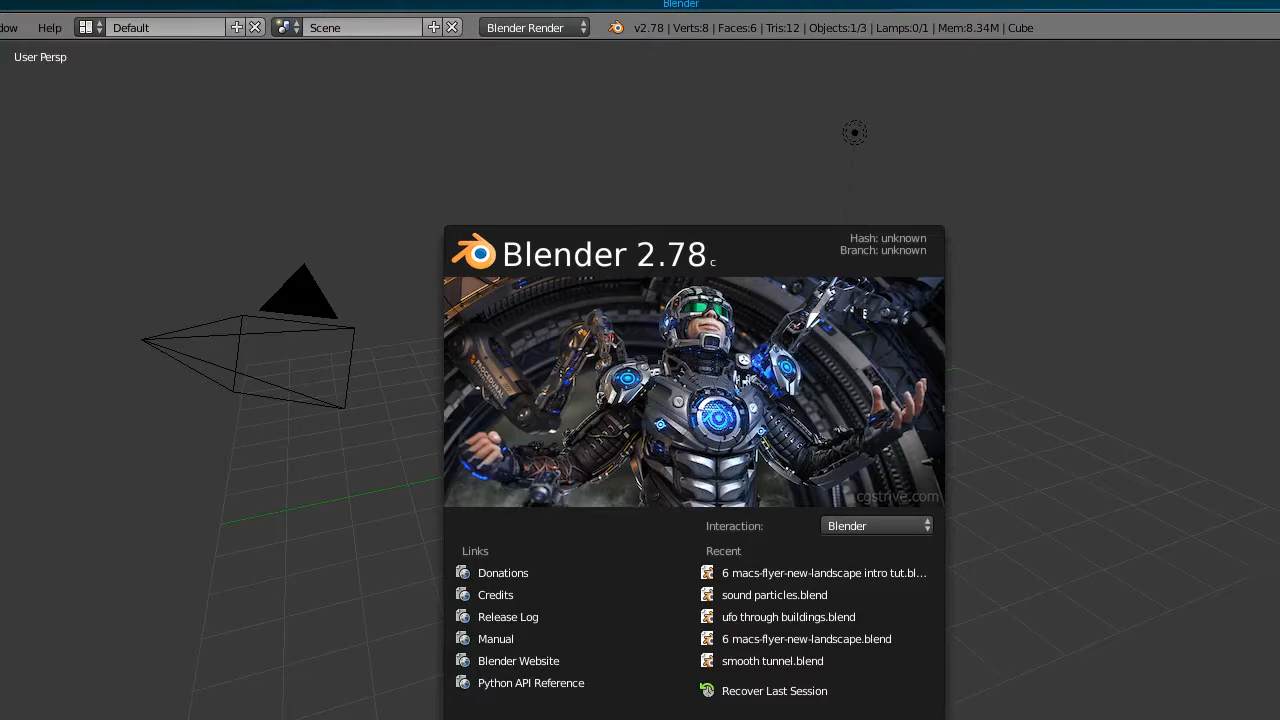 Blender
Help
Default
Scene
Blender Render
v2.78 | Verts:8 | Faces:6 | Tris:12 | Objects:1/3 | Lamps:0/1 | Mem:8.34M | Cube
User Persp
Blender 2.78 c
Hash: unknown
Branch: unknown
cgstrive.com
Interaction:
Blender
Links
Recent
Donations
6 macs-flyer-new-landscape intro tut.bl...
Credits
sound particles.blend
Release Log
ufo through buildings.blend
Manual
6 macs-flyer-new-landscape.blend
Blender Website
smooth tunnel.blend
Python API Reference
Recover Last Session